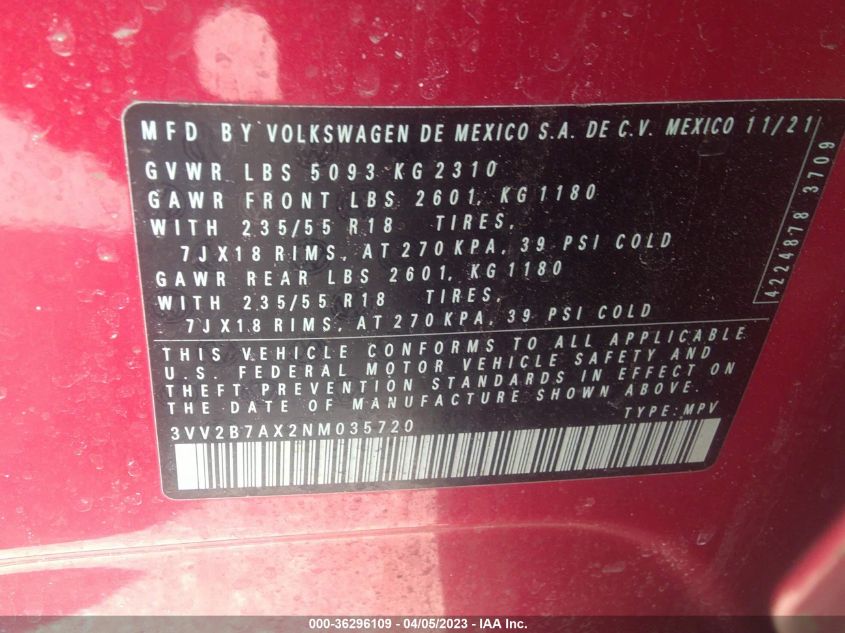 MFD BY VOLKSWAGEN DE MEXICO S.A. DE C.V. MEXICO 11/21
GVWR LBS 5093 KG 2310
GAWR FRONT LBS 2601, KG 1180
WITH 235/55 R18 TIRES,
7JX18 RIMS, AT 270 KPA, 39 PSI COLD
GAWR REAR LBS 2601, KG 1180
WITH 235/55 R18 TIRES,
7JX18 RIMS, AT 270 KPA, 39 PSI COLD
4224878 3709
THIS VEHICLE CONFORMS TO ALL APPLICABLE
U.S. FEDERAL MOTOR VEHICLE SAFETY AND
THEFT PREVENTION STANDARDS IN EFFECT ON
THE DATE OF MANUFACTURE SHOWN ABOVE.
TYPE: MPV
3VV2B7AX2NM035720
000-36296109 / 04/05/2023 - IAA Inc.